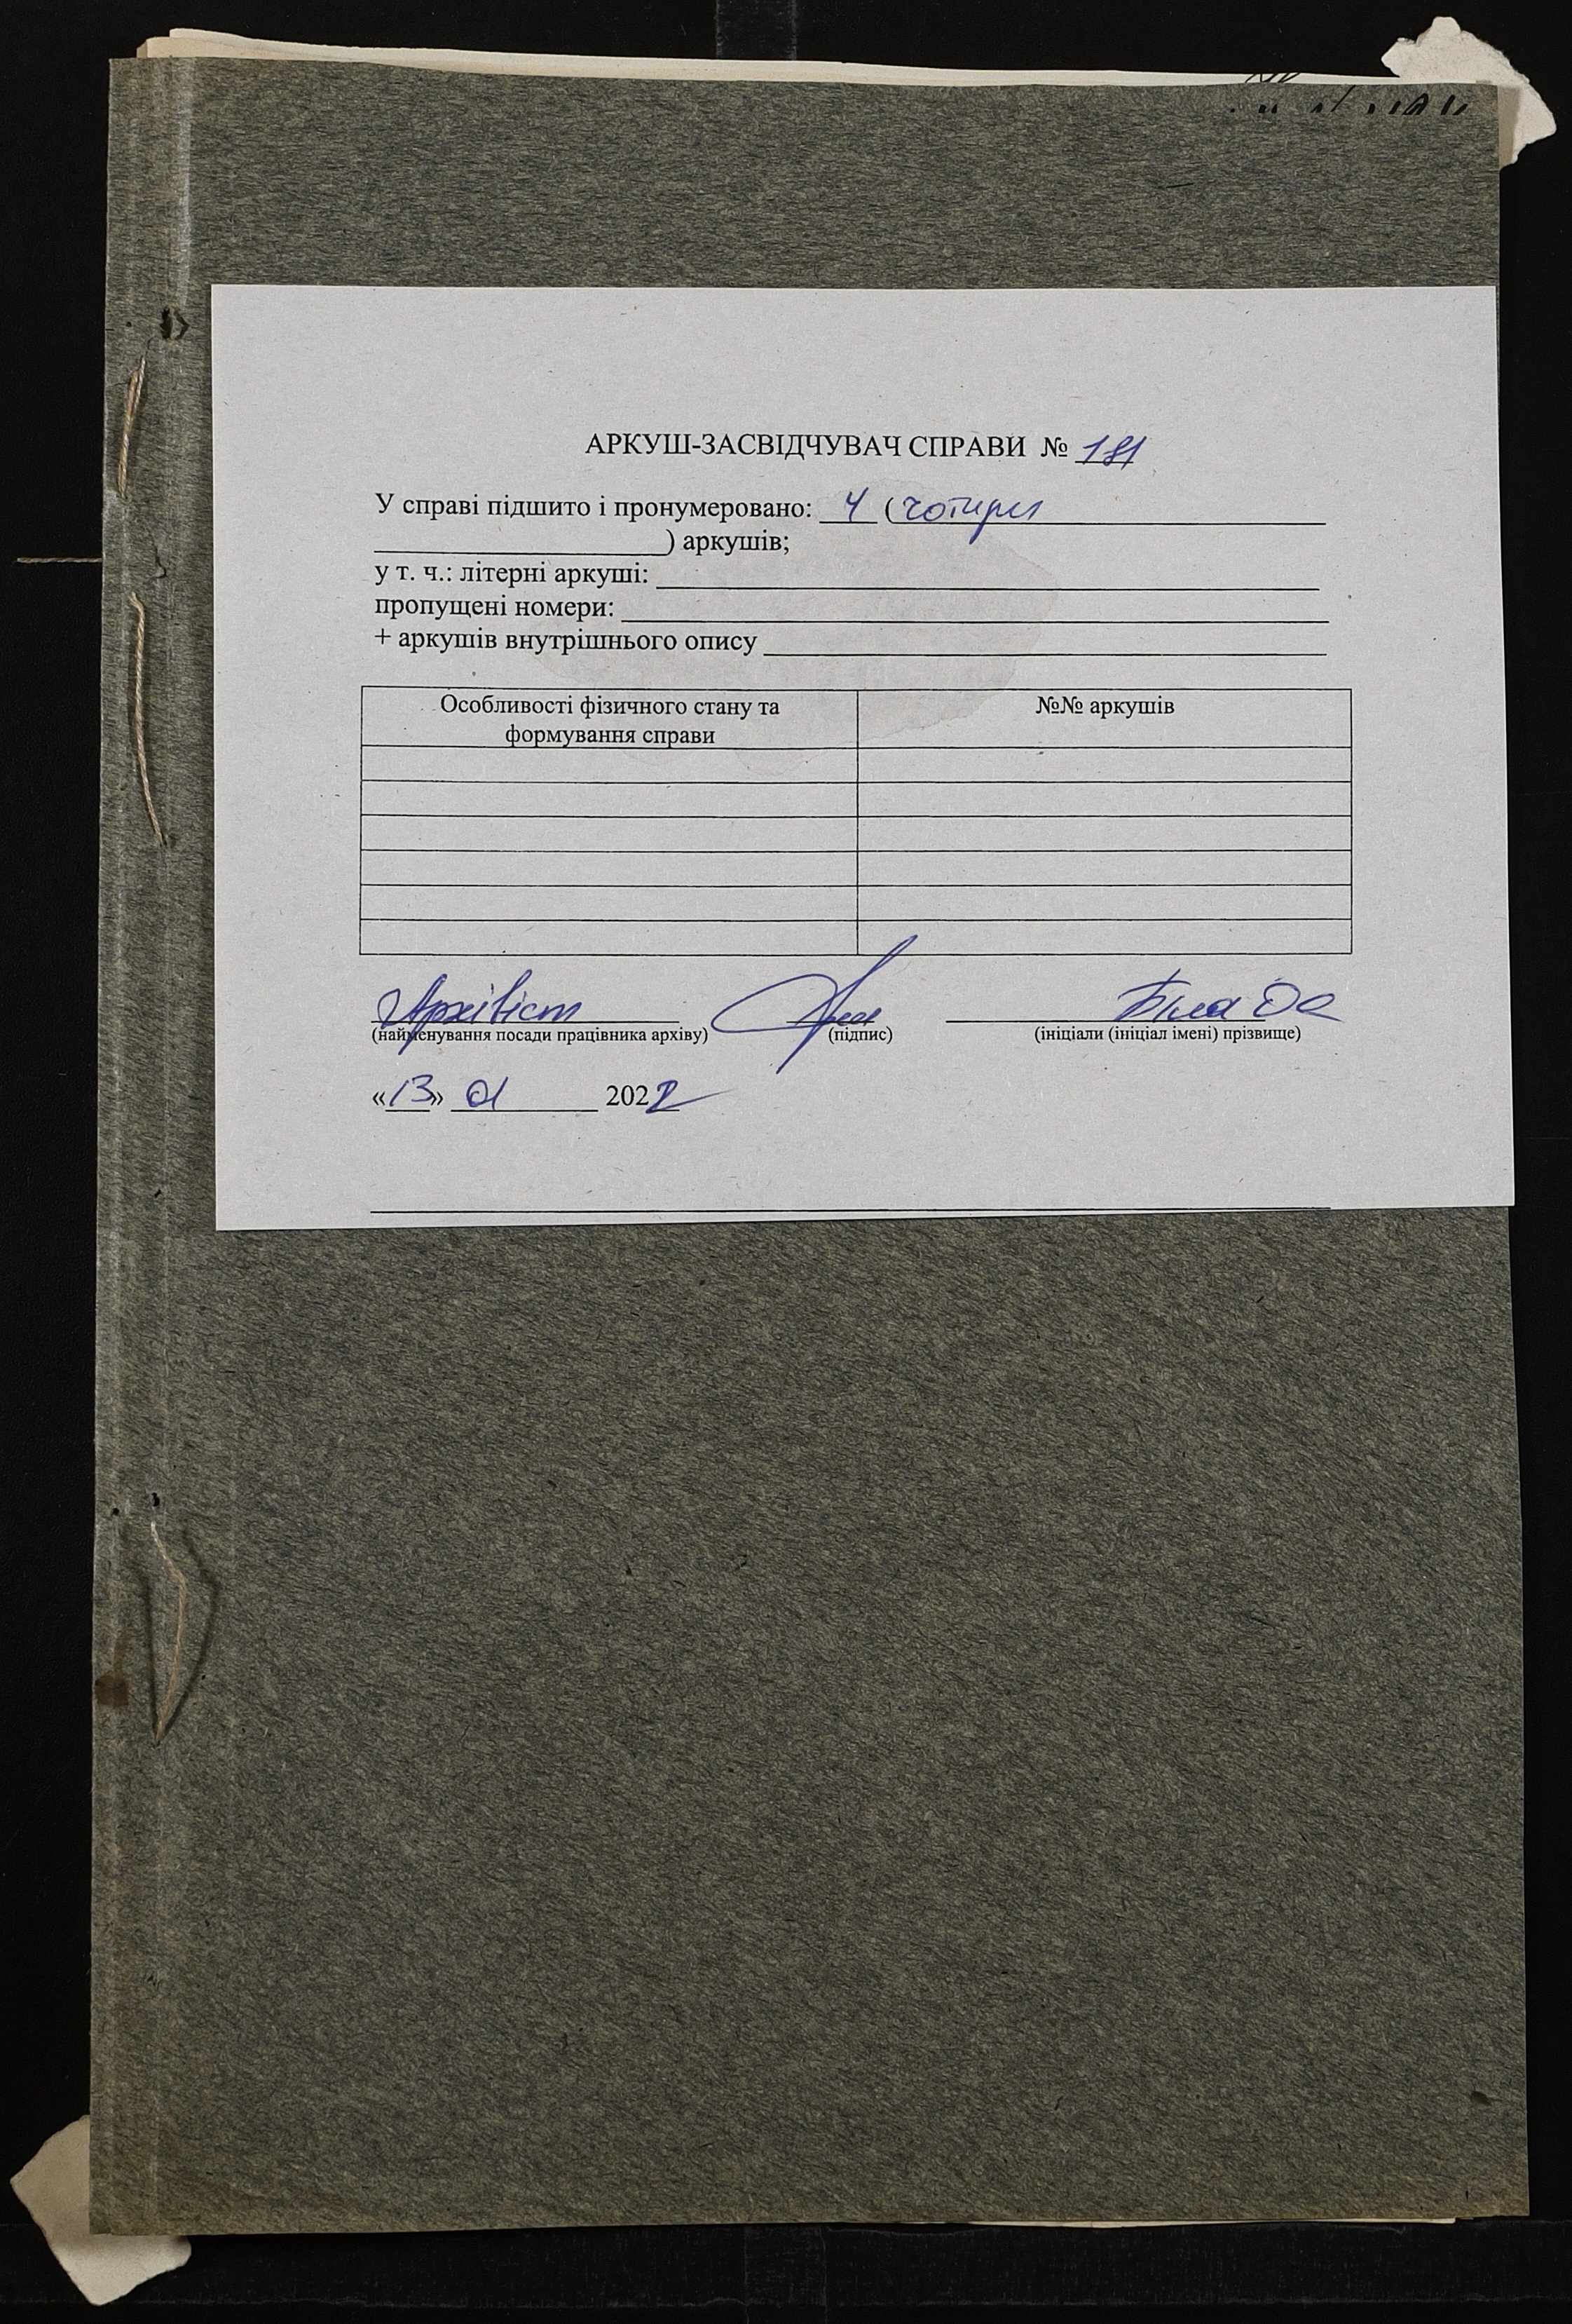 АРКУШ-ЗАСВІДЧУВАЧ СПРАВИ № 181
У справі підшито і пронумеровано: 4 (чотири
) аркушів;
у т. ч.: літерні аркуші:
пропущені номери:
+ аркушів внутрішнього опису
Особливості фізичного стану та
формування справи
№№ аркушів
Архівіст Біла ОС
(найменування посади працівника архіву) (підпис) (ініціали (ініціал імені) прізвище)
«13» 01 2022